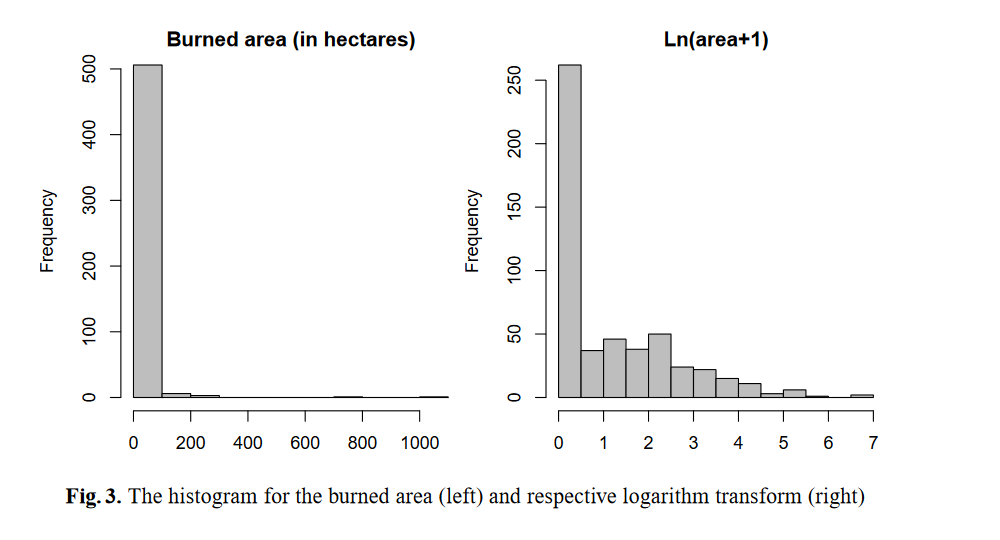 Burned area (in hectares)
Frequency
0
100
200
300
400
500
0 200 400 600 800 1000
Ln(area+1)
Frequency
0
50
100
150
200
250
0 1 2 3 4 5 6 7
Fig. 3. The histogram for the burned area (left) and respective logarithm transform (right)